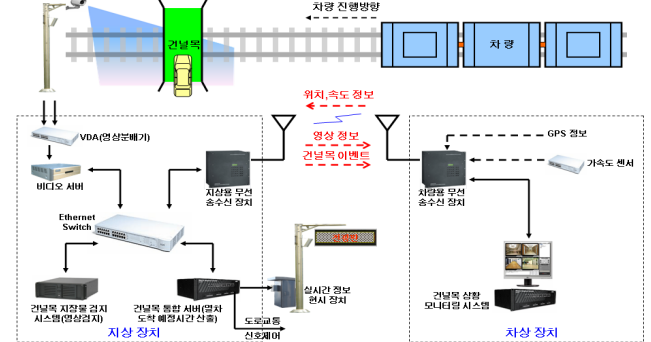 차량 진행방향
건널목
차 량
위치,속도 정보
영상 정보
건널목 이벤트
VDA(영상분배기)
비디오 서버
지상용 무선
송수신 장치
GPS 정보
가속도 센서
차량용 무선
송수신 장치
Ethernet
Switch
건널목 지장물 검지
시스템(영상검지)
건널목 통합 서버(열차
도착 예정시간 산출)
실시간 정보
현시 장치
건널목 상황
모니터링 시스템
도로교통
신호제어
지상 장치
차상 장치